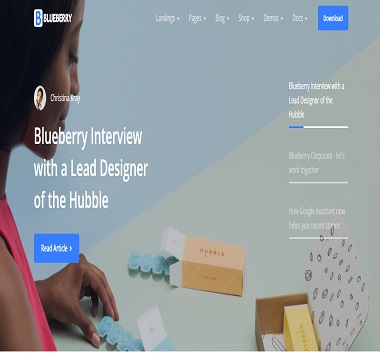 B BLUEBERRY
Landings Pages Blog Shop Demos Docs Download
Christina Kray
Blueberry Interview
with a Lead Designer
of the Hubble
Read Article ›
Blueberry Interview with a
Lead Designer of the
Hubble
Blueberry Corporate - let's
work together
How Google Assistant now
helps you record stories
HUBBLE